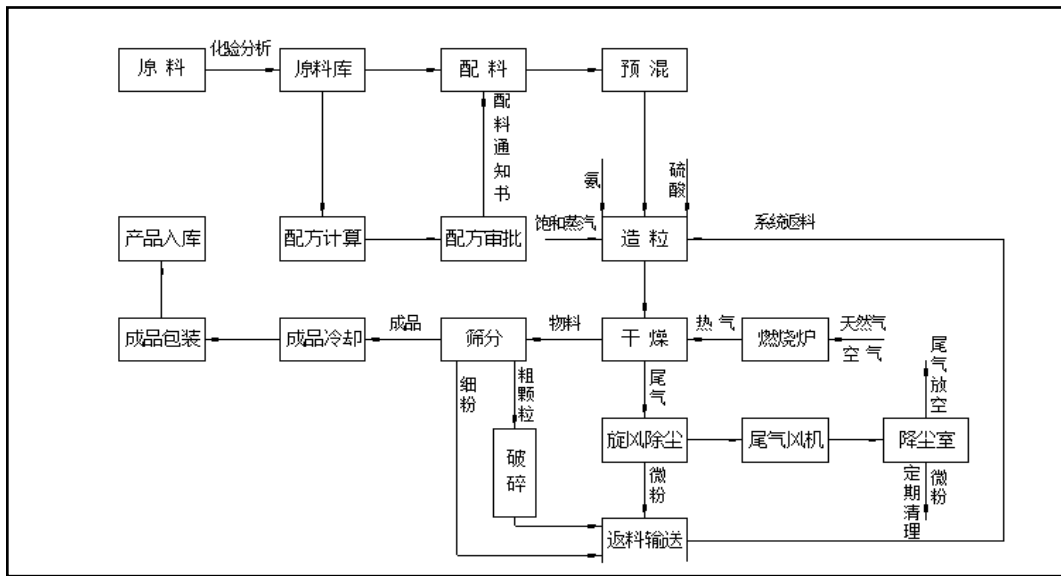 化验分析
原料
原料库
配料
预混
配料通知书
氨
硫酸
饱和蒸汽
系统返料
产品入库
配方计算
配方审批
造粒
成品
物料
热气
天然气
空气
成品包装
成品冷却
筛分
干燥
燃烧炉
尾气放空
细粉
粗颗粒
尾气
旋风除尘
尾气风机
降尘室
破碎
微粉
定期清理
微粉
返料输送